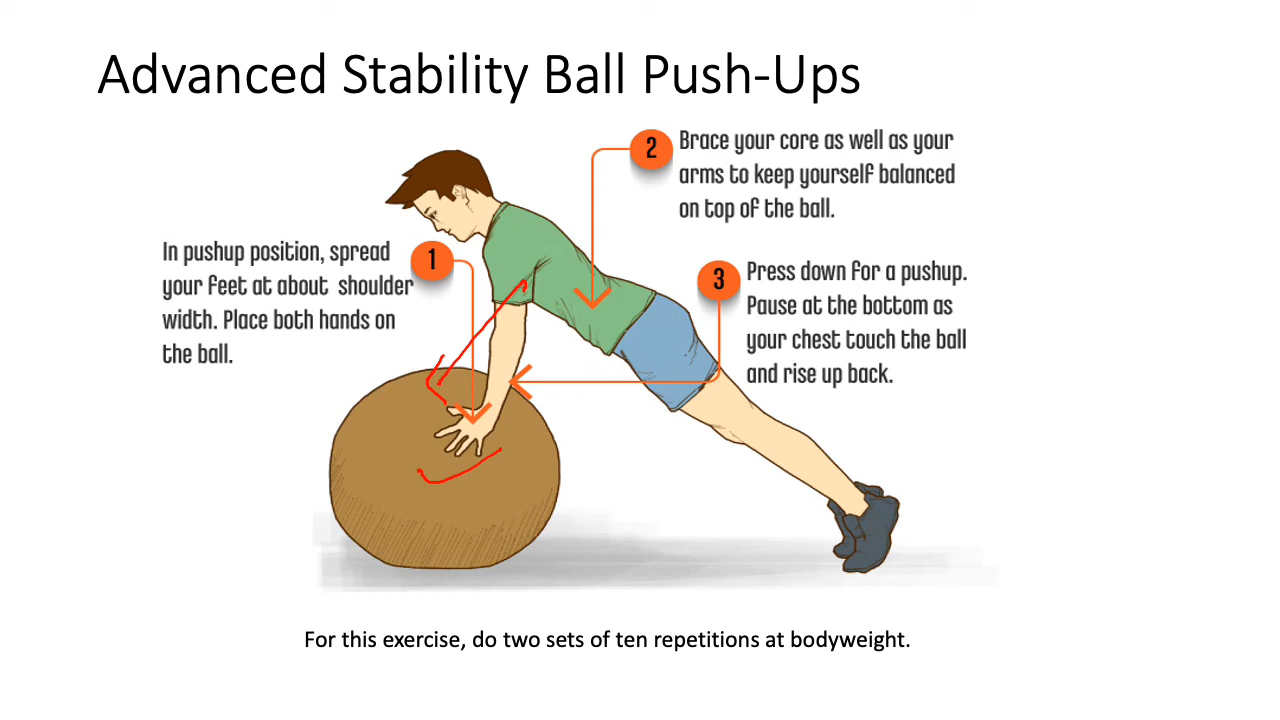 Advanced Stability Ball Push-Ups
1
In pushup position, spread
your feet at about shoulder
width. Place both hands on
the ball.
2
Brace your core as well as your
arms to keep yourself balanced
on top of the ball.
3
Press down for a pushup.
Pause at the bottom as
your chest touch the ball
and rise up back.
For this exercise, do two sets of ten repetitions at bodyweight.